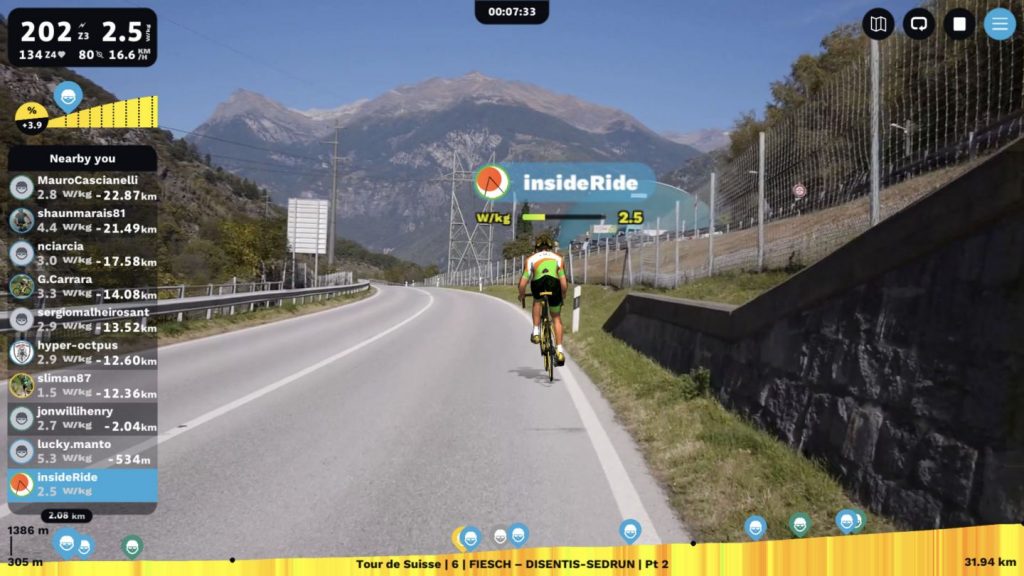 202 Z3 2.5 W/kg
134 Z4 80 16.6 KM/H
00:07:33
%
+3.9
Nearby you
MauroCascianelli
2.8 W/kg -22.87km
shaunmarais81
4.4 W/kg -21.49km
nciarcia
3.0 W/kg -17.58km
G.Carrara
3.3 W/kg -14.08km
sergiomalheirosant
2.9 W/kg -13.52km
hyper-octpus
2.9 W/kg -12.60km
sliman87
1.5 W/kg -12.36km
jonwillihenry
2.7 W/kg -2.04km
lucky.manto
5.3 W/kg -534m
insideRide
2.5 W/kg
insideRide
W/kg 2.5
2.08 km
1386 m
305 m
Tour de Suisse | 6 | FIESCH – DISENTIS-SEDRUN | Pt 2
31.94 km